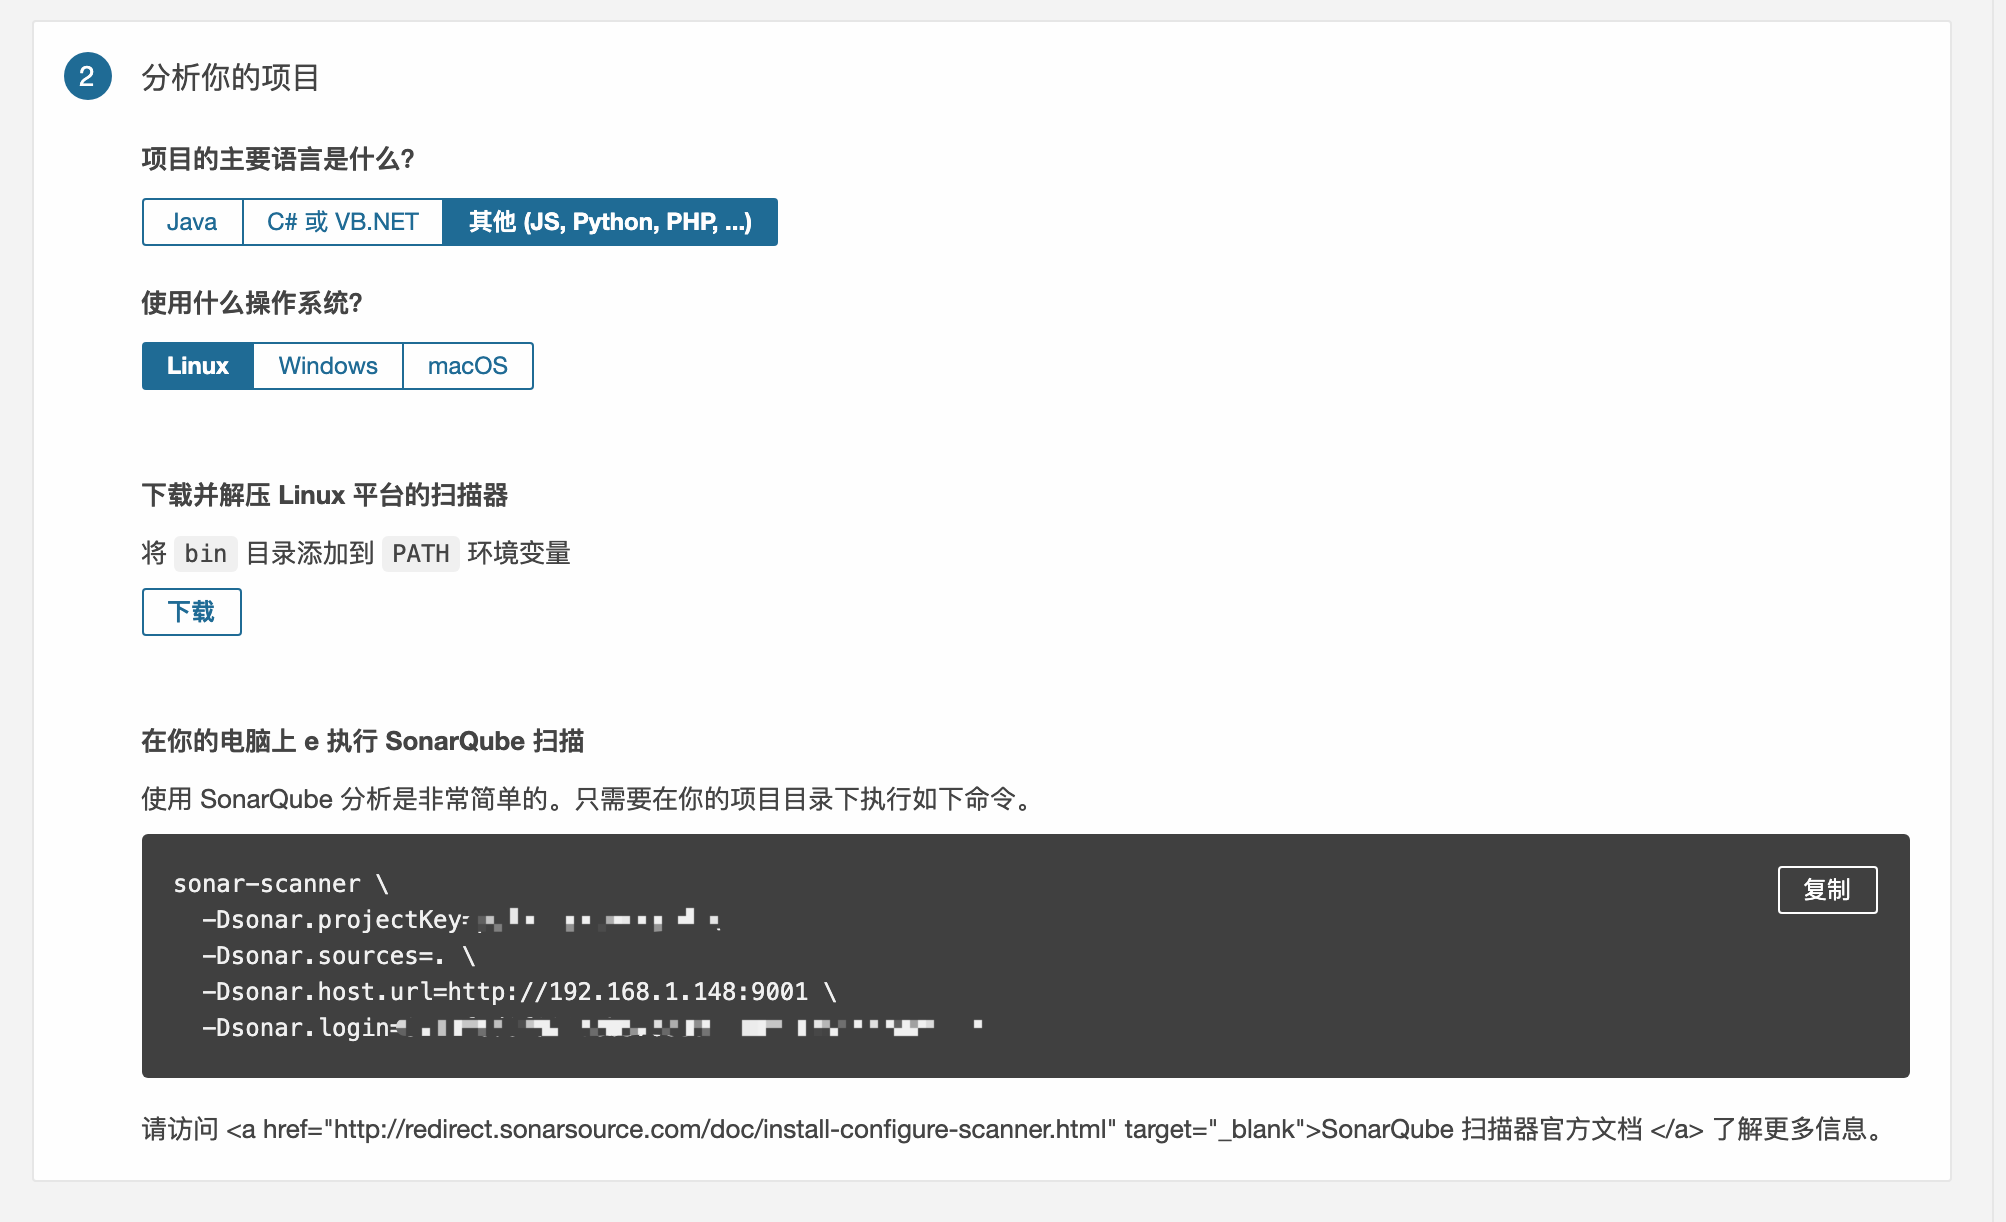 2 分析你的项目
项目的主要语言是什么?
Java C# 或 VB.NET 其他 (JS, Python, PHP, ...)
使用什么操作系统?
Linux Windows macOS
下载并解压 Linux 平台的扫描器
将 bin 目录添加到 PATH 环境变量
下载
在你的电脑上 e 执行 SonarQube 扫描
使用 SonarQube 分析是非常简单的。只需要在你的项目目录下执行如下命令。
复制
sonar-scanner \
-Dsonar.projectKey=
-Dsonar.sources=. \
-Dsonar.host.url=http://192.168.1.148:9001 \
-Dsonar.login=
请访问 <a href="http://redirect.sonarsource.com/doc/install-configure-scanner.html" target="_blank">SonarQube 扫描器官方文档 </a> 了解更多信息。